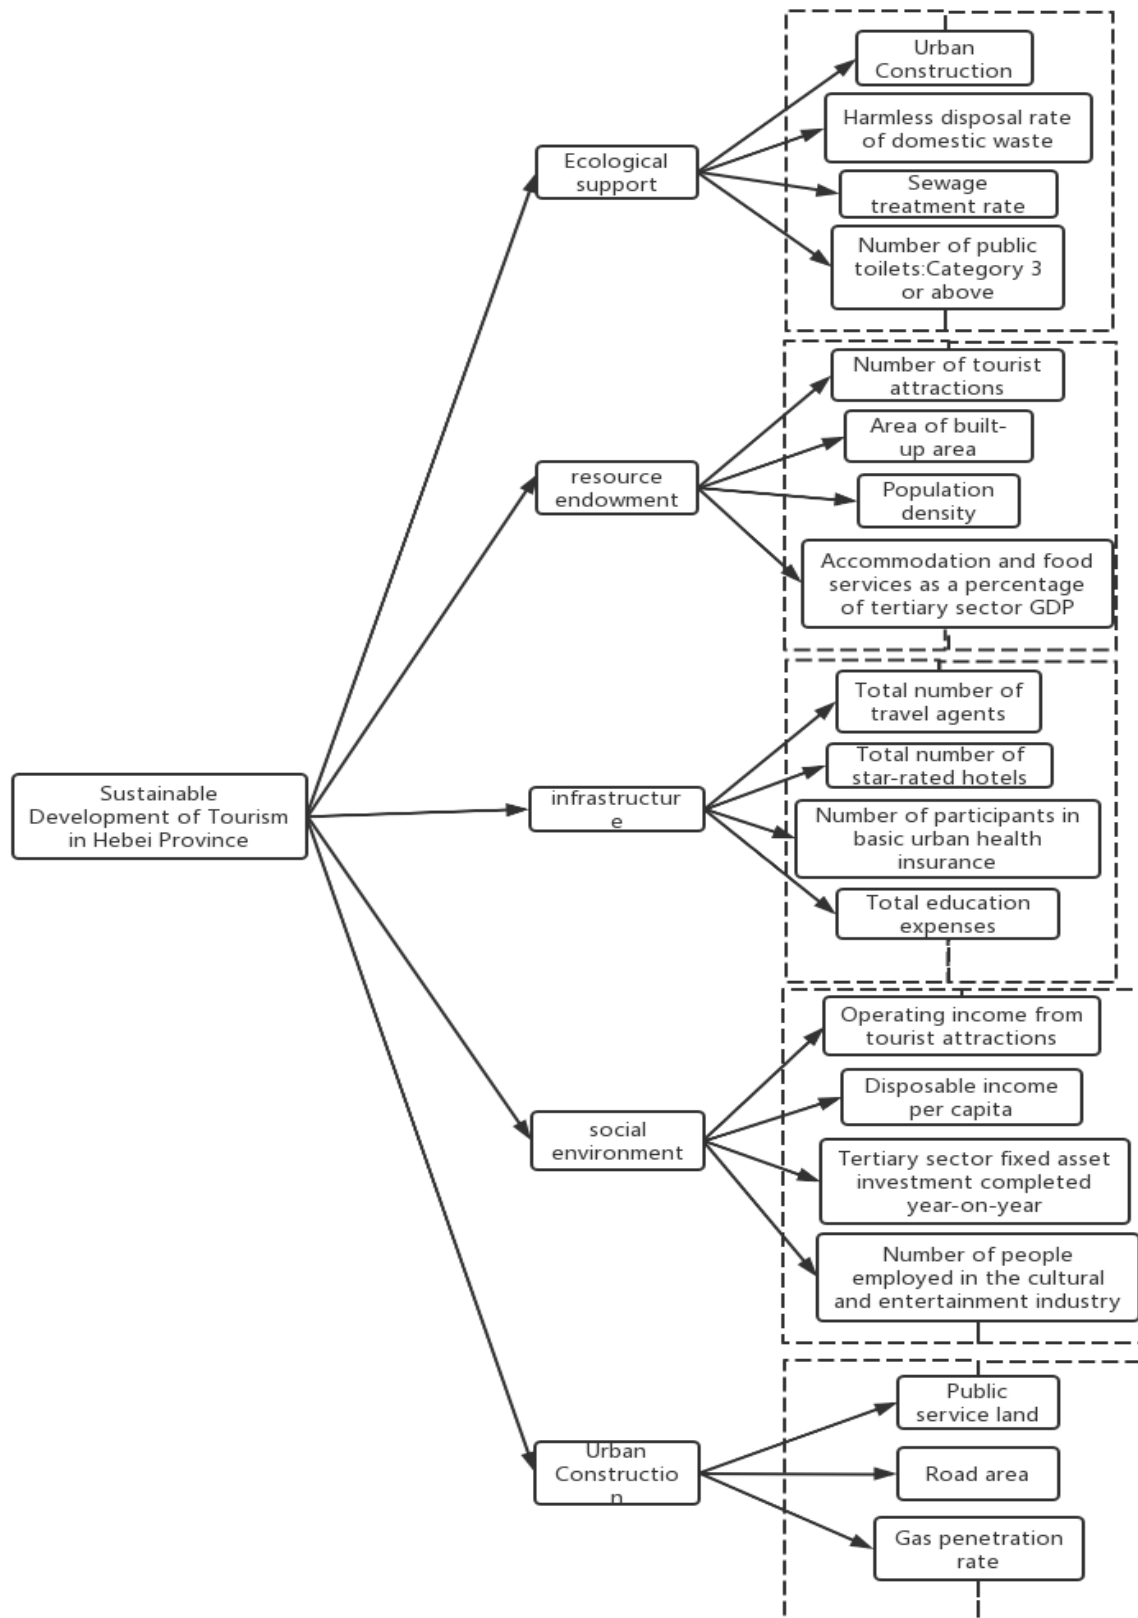 Urban
Construction
Harmless disposal rate
of domestic waste
Ecological
support
Sewage
treatment rate
Number of public
toilets:Category 3
or above
Number of tourist
attractions
Area of built-
up area
resource
endowment
Population
density
Accommodation and food
services as a percentage
of tertiary sector GDP
Total number of
travel agents
Total number of
star-rated hotels
Sustainable
Development of Tourism
in Hebei Province
infrastructur
e
Number of participants in
basic urban health
insurance
Total education
expenses
Operating income from
tourist attractions
Disposable income
per capita
social
environment
Tertiary sector fixed asset
investment completed
year-on-year
Number of people
employed in the cultural
and entertainment industry
Public
service land
Urban
Constructio
n
Road area
Gas penetration
rate